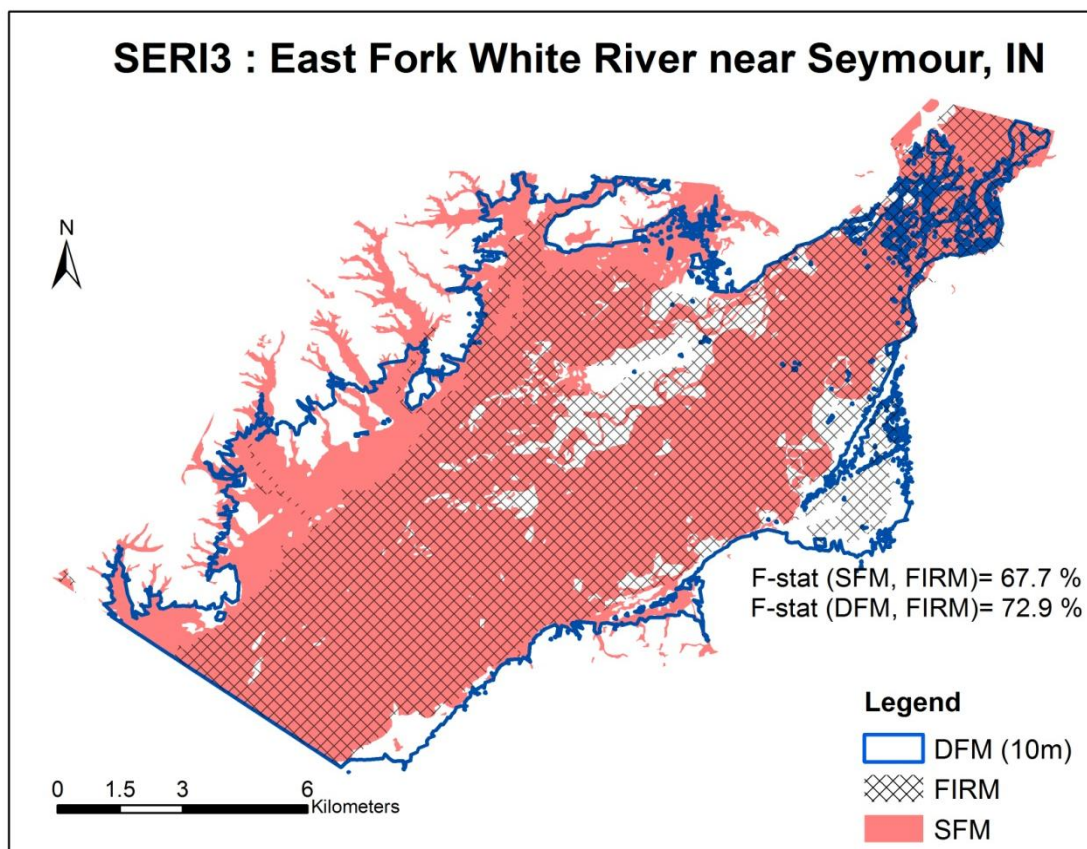 SERI3 : East Fork White River near Seymour, IN
N
F-stat (SFM, FIRM)= 67.7 %
F-stat (DFM, FIRM)= 72.9 %
Legend
DFM (10m)
FIRM
SFM
0 1.5 3 6
Kilometers